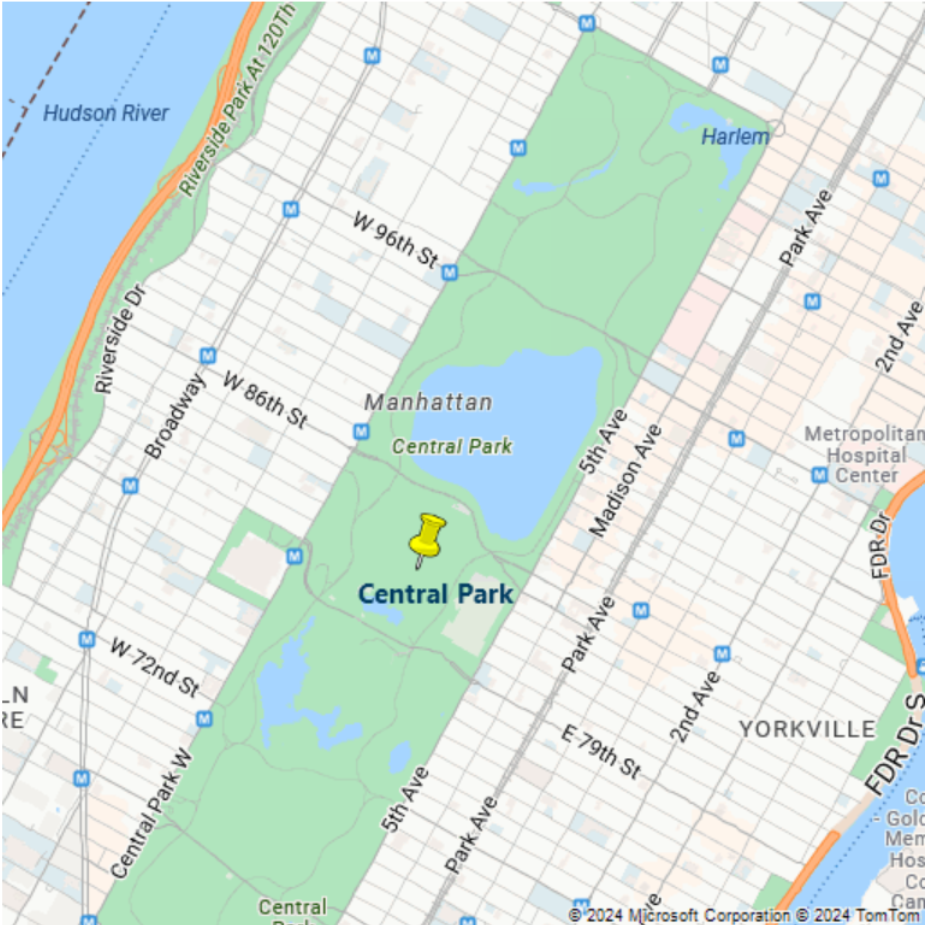 Riverside Park At 120Th
Hudson River
M
M
M
Harlem
M
M
W 96th St
M
Park Ave
M
M
Riverside Dr
2nd Ave
M
W 86th St
Broadway
Manhattan
M
Central Park
5th Ave
Madison Ave
M
Metropolitan
Hospital
Center
M
M
FDR Dr
M
Central Park
M
Park Ave
M
W 72nd St
M
2nd Ave
LN
RE
M
YORKVILLE
FDR Dr S
E 79th St
M
Central Park W
5th Ave
Park Ave
Co
- Gold
Mem
Hos
Co
Cam
Central
M
M
© 2024 Microsoft Corporation © 2024 TomTom